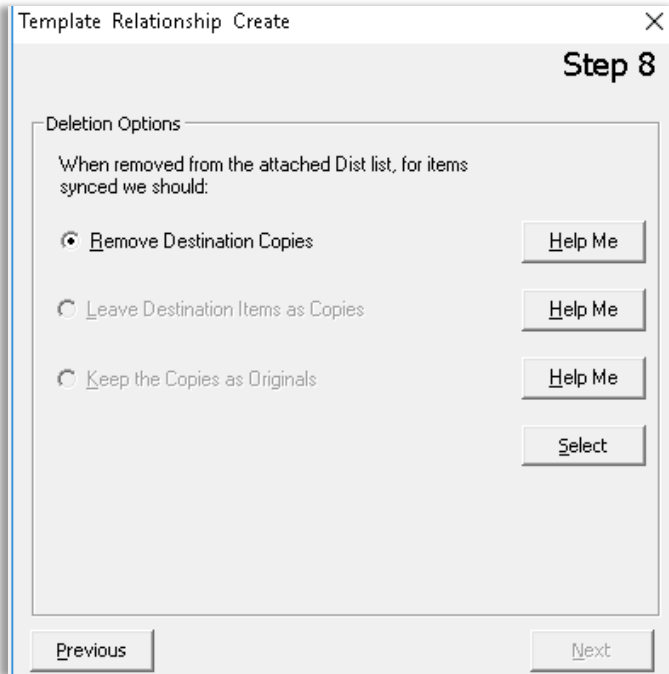 Template Relationship Create
Step 8
Deletion Options
When removed from the attached Dist list, for items
synced we should:
Remove Destination Copies
Help Me
Leave Destination Items as Copies
Help Me
Keep the Copies as Originals
Help Me
Select
Previous
Next